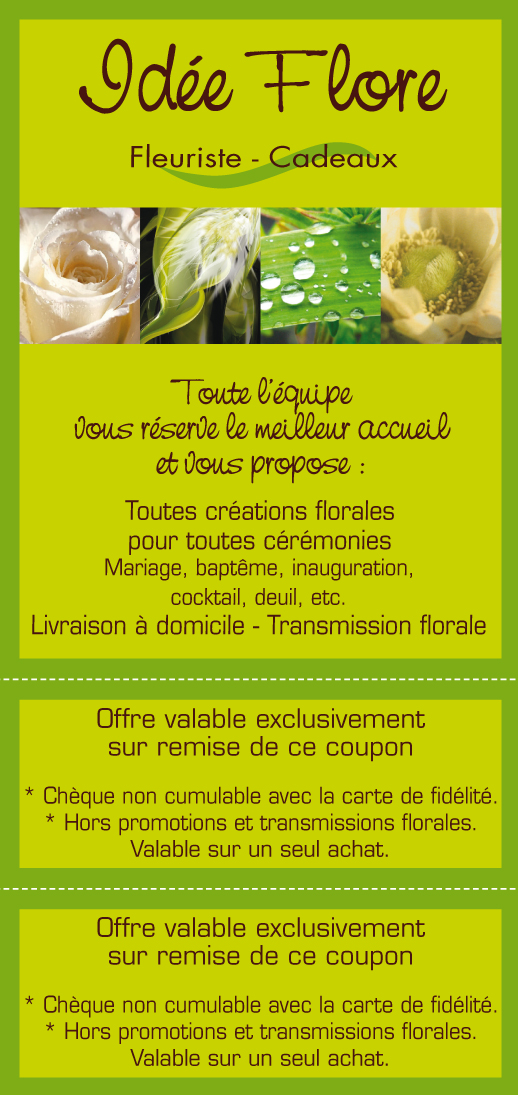 Idée Flore
Fleuriste - Cadeaux
Toute l'équipe
vous réserve le meilleur accueil
et vous propose :
Toutes créations florales
pour toutes cérémonies
Mariage, baptême, inauguration,
cocktail, deuil, etc.
Livraison à domicile - Transmission florale
Offre valable exclusivement
sur remise de ce coupon
* Chèque non cumulable avec la carte de fidélité.
* Hors promotions et transmissions florales.
Valable sur un seul achat.
Offre valable exclusivement
sur remise de ce coupon
* Chèque non cumulable avec la carte de fidélité.
* Hors promotions et transmissions florales.
Valable sur un seul achat.